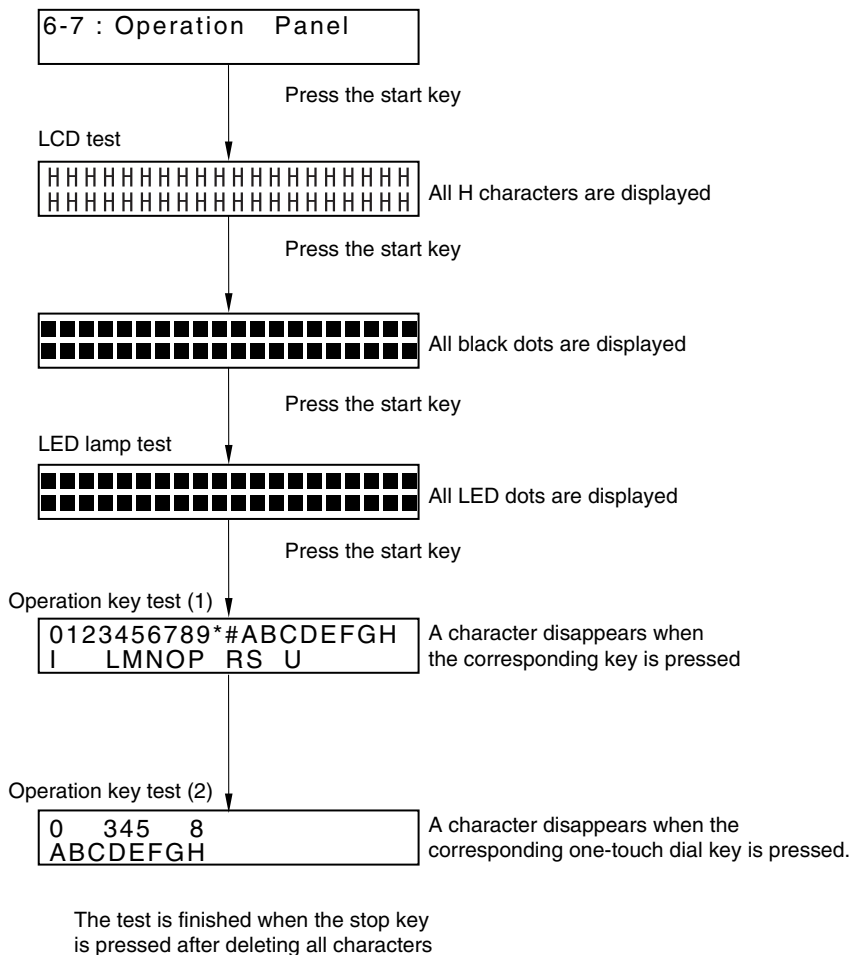 6-7 : Operation Panel
Press the start key
LCD test
HHHHHHHHHHHHHHHHHHHH
HHHHHHHHHHHHHHHHHHHH
All H characters are displayed
Press the start key
All black dots are displayed
Press the start key
LED lamp test
All LED dots are displayed
Press the start key
Operation key test (1)
0123456789*#ABCDEFGH
I LMNOP RS U
A character disappears when
the corresponding key is pressed
Operation key test (2)
0 345 8
ABCDEFGH
A character disappears when the
corresponding one-touch dial key is pressed.
The test is finished when the stop key
is pressed after deleting all characters